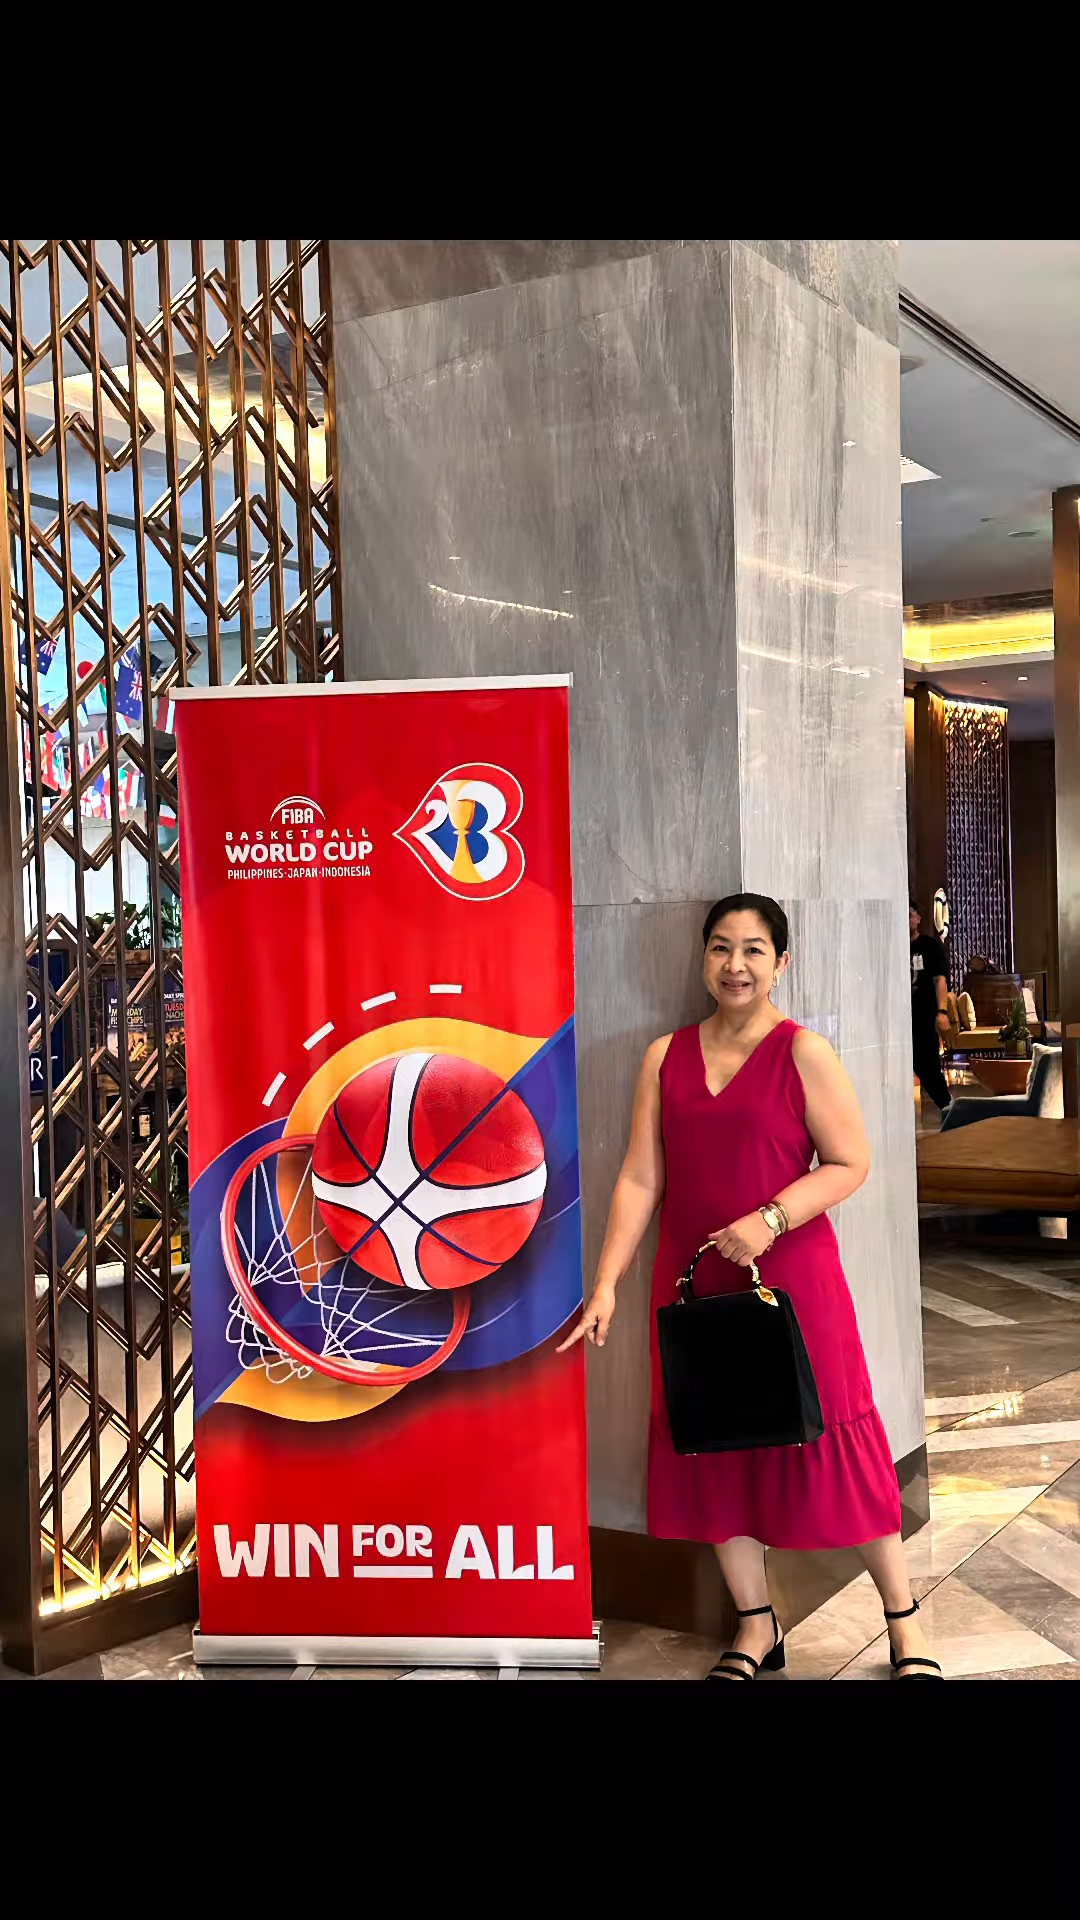 FIBA
BASKETBALL
WORLD CUP
PHILIPPINES·JAPAN·INDONESIA
23
WIN FOR ALL